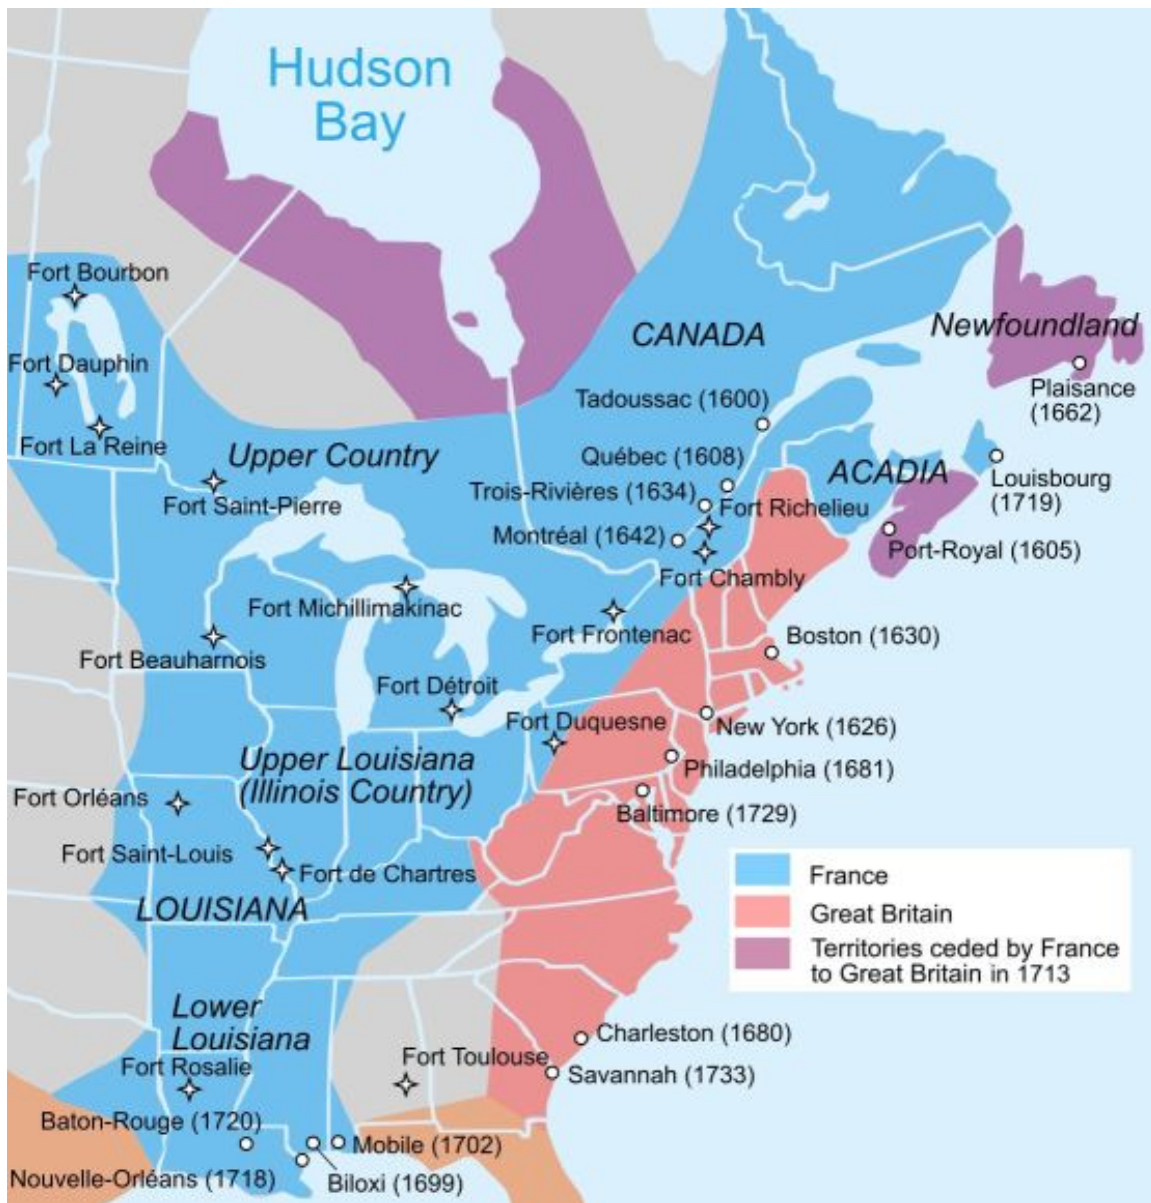 Hudson
Bay
Fort Bourbon
Newfoundland
CANADA
Fort Dauphin
Plaisance
(1662)
Tadoussac (1600)
Fort La Reine
Upper Country
Québec (1608)
ACADIA
Louisbourg
(1719)
Trois-Rivières (1634)
Fort Saint-Pierre
Fort Richelieu
Montréal (1642)
Port-Royal (1605)
Fort Chambly
Fort Michillimakinac
Fort Frontenac
Boston (1630)
Fort Beauharnois
Fort Détroit
Fort Duquesne
New York (1626)
Upper Louisiana
(Illinois Country)
Philadelphia (1681)
Fort Orléans
Baltimore (1729)
Fort Saint-Louis
Fort de Chartres
LOUISIANA
France
Great Britain
Territories ceded by France
to Great Britain in 1713
Lower
Louisiana
Charleston (1680)
Fort Toulouse
Fort Rosalie
Savannah (1733)
Baton-Rouge (1720)
Mobile (1702)
Nouvelle-Orléans (1718)
Biloxi (1699)